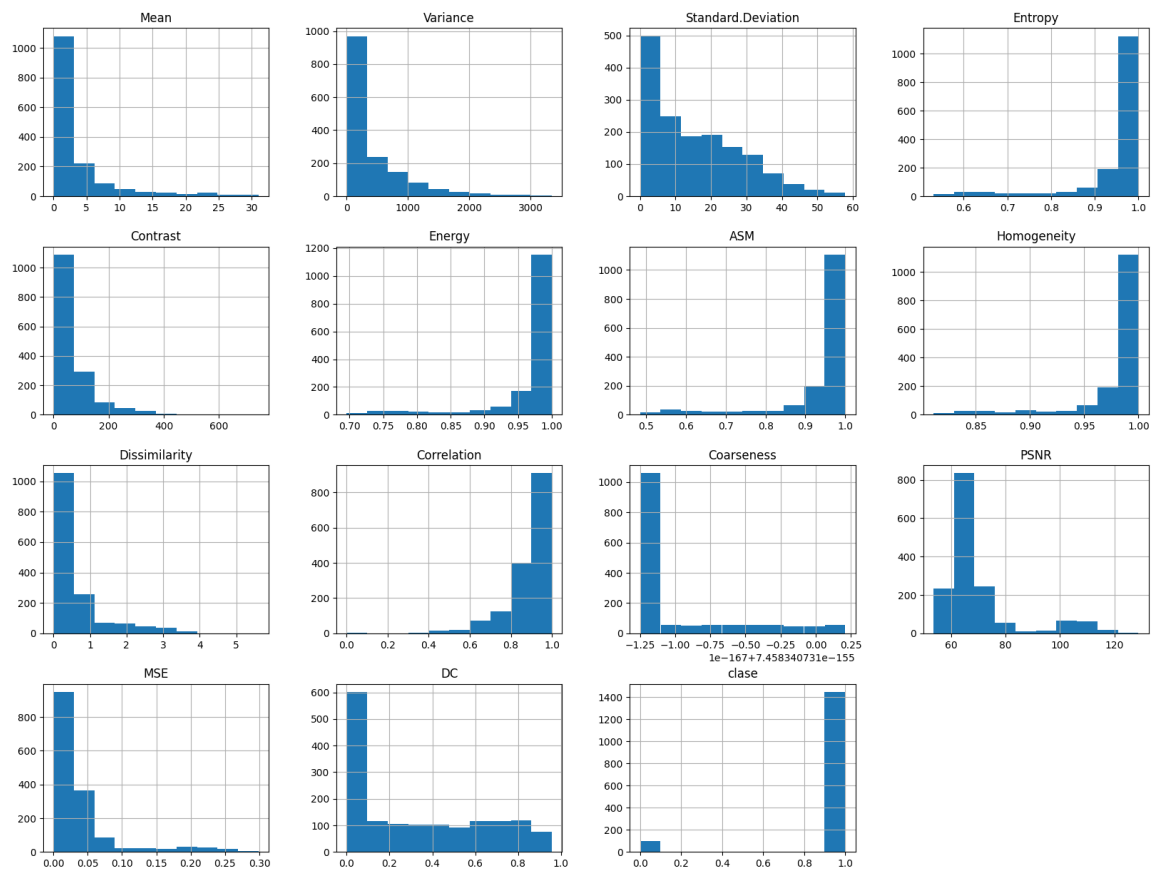 Mean Variance Standard.Deviation Entropy
1000 800 600 400 200 0
0 5 10 15 20 25 30
1000 800 600 400 200 0
0 1000 2000 3000
500 400 300 200 100 0
0 10 20 30 40 50 60
1000 800 600 400 200 0
0.6 0.7 0.8 0.9 1.0
Contrast Energy ASM Homogeneity
1000 800 600 400 200 0
0 200 400 600
1200 1000 800 600 400 200 0
0.70 0.75 0.80 0.85 0.90 0.95 1.00
1000 800 600 400 200 0
0.5 0.6 0.7 0.8 0.9 1.0
1000 800 600 400 200 0
0.85 0.90 0.95 1.00
Dissimilarity Correlation Coarseness PSNR
1000 800 600 400 200 0
0 1 2 3 4 5
800 600 400 200 0
0.0 0.2 0.4 0.6 0.8 1.0
1000 800 600 400 200 0
−1.25 −1.00 −0.75 −0.50 −0.25 0.00 0.25
1e−167+7.458340731e−155
800 600 400 200 0
60 80 100 120
MSE DC clase
800 600 400 200 0
0.00 0.05 0.10 0.15 0.20 0.25 0.30
600 500 400 300 200 100 0
0.0 0.2 0.4 0.6 0.8 1.0
1400 1200 1000 800 600 400 200 0
0.0 0.2 0.4 0.6 0.8 1.0